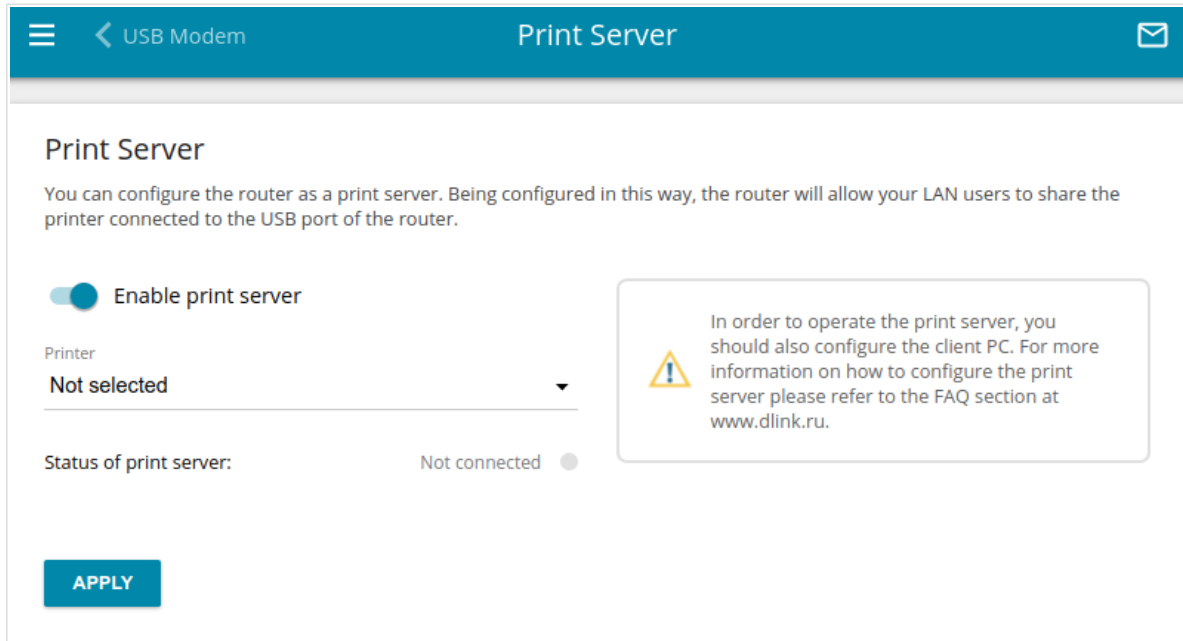 USB Modem
Print Server
Print Server
You can configure the router as a print server. Being configured in this way, the router will allow your LAN users to share the
printer connected to the USB port of the router.
Enable print server
Printer
Not selected
Status of print server:
Not connected
In order to operate the print server, you
should also configure the client PC. For more
information on how to configure the print
server please refer to the FAQ section at
www.dlink.ru.
APPLY